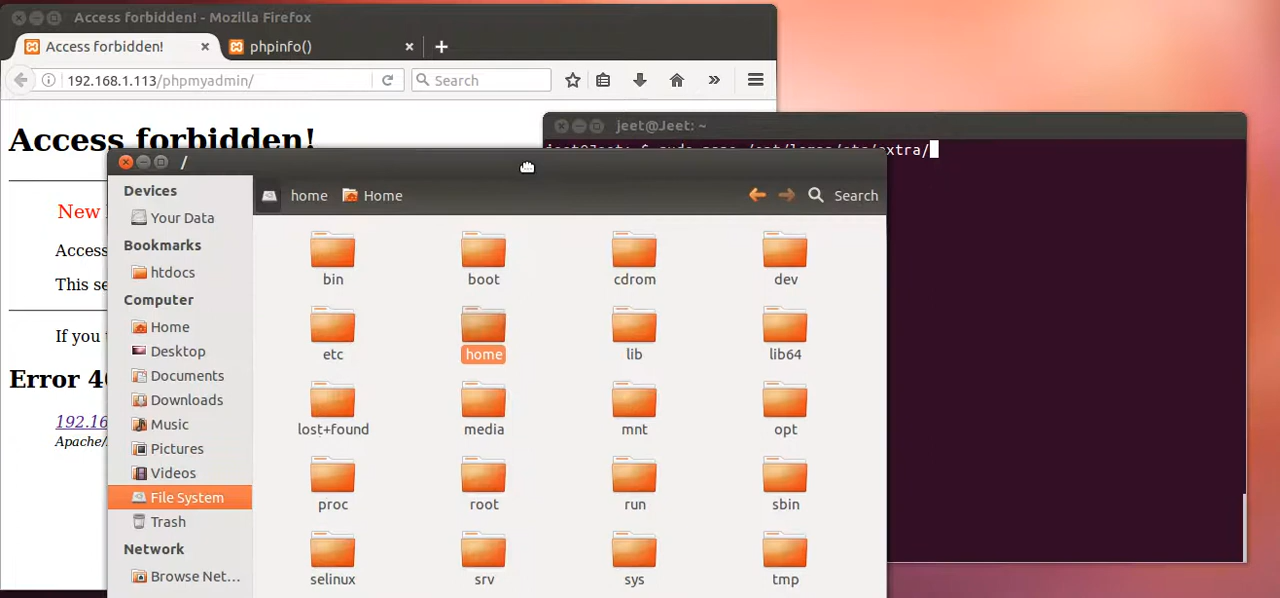 Access forbidden! - Mozilla Firefox
Access forbidden!
phpinfo()
192.168.1.113/phpmyadmin/
Search
Access forbidden!
jeet@Jeet: ~
extra/
/
New
Access
This se
If you
Error 4
192.16
Apache/
Devices
Your Data
Bookmarks
htdocs
Computer
Home
Desktop
Documents
Downloads
Music
Pictures
Videos
File System
Trash
Network
Browse Net...
home Home Search
bin boot cdrom dev
etc home lib lib64
lost+found media mnt opt
proc root run sbin
selinux srv sys tmp